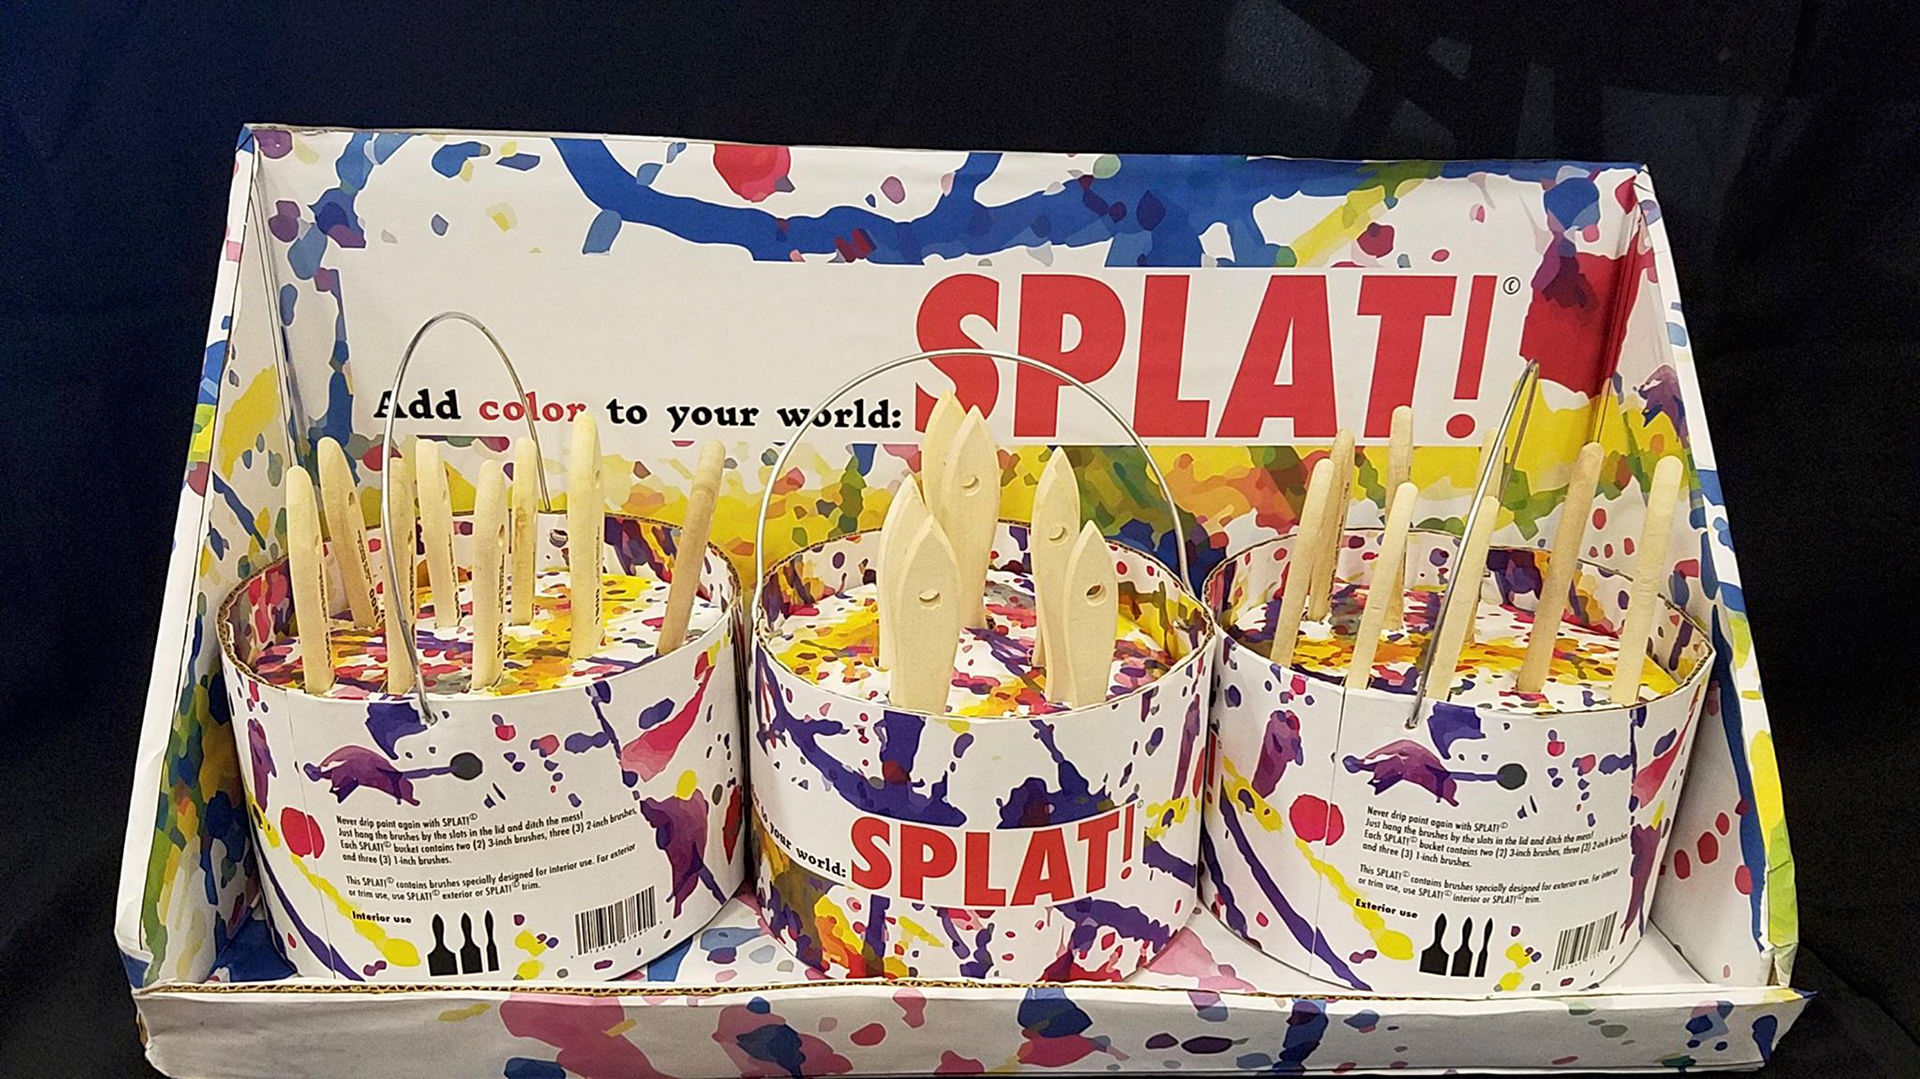 SPLAT!©
Add color to your world:
Never drip paint again with SPLAT!©
Just hang the brushes by the slots in the lid and ditch the mess!
Each SPLAT!© bucket contains two (2) 3-inch brushes, three (3) 2-inch brushes,
and three (3) 1-inch brushes.
This SPLAT!© contains brushes specially designed for interior use. For exterior
or trim use, use SPLAT!© exterior or SPLAT!© trim.
Interior use
your world:
SPLAT!©
Never drip paint again with SPLAT!©
Just hang the brushes by the slots in the lid and ditch the mess!
Each SPLAT!© bucket contains two (2) 3-inch brushes, three (3) 2-inch brushes,
and three (3) 1-inch brushes.
This SPLAT!© contains brushes specially designed for exterior use. For interior
or trim use, use SPLAT!© interior or SPLAT!© trim.
Exterior use